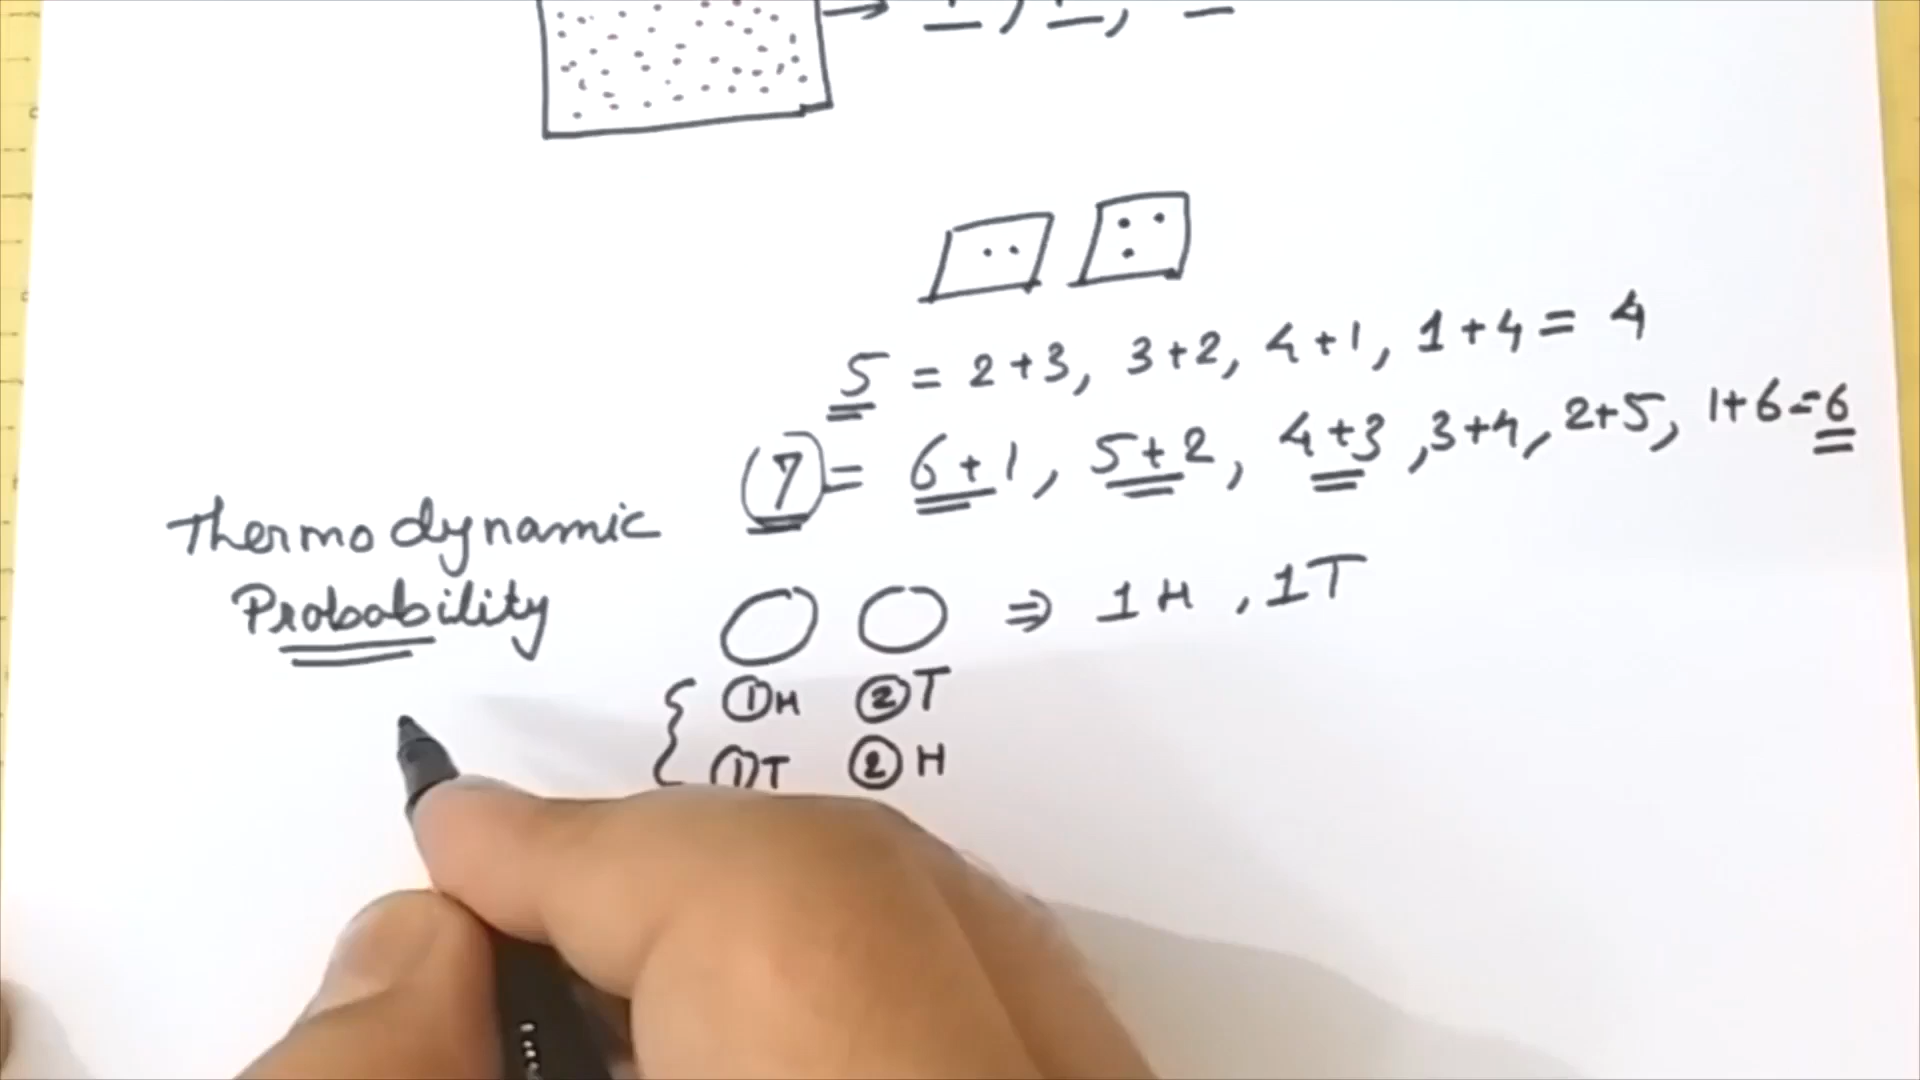 5 = 2+3, 3+2, 4+1, 1+4 = 4
7 = 6+1, 5+2, 4+3, 3+4, 2+5, 1+6=6
Thermodynamic
Probability
⇒ 1H, 1T
①H ②T
①T ②H